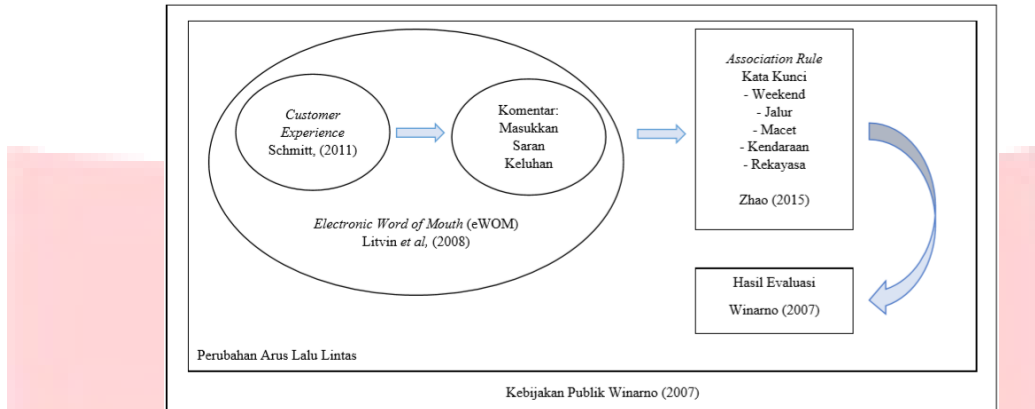 Customer
Experience
Schmitt, (2011)
Komentar:
Masukkan
Saran
Keluhan
Electronic Word of Mouth (eWOM)
Litvin et al, (2008)
Association Rule
Kata Kunci
- Weekend
- Jalur
- Macet
- Kendaraan
- Rekayasa
Zhao (2015)
Hasil Evaluasi
Winarno (2007)
Perubahan Arus Lalu Lintas
Kebijakan Publik Winarno (2007)